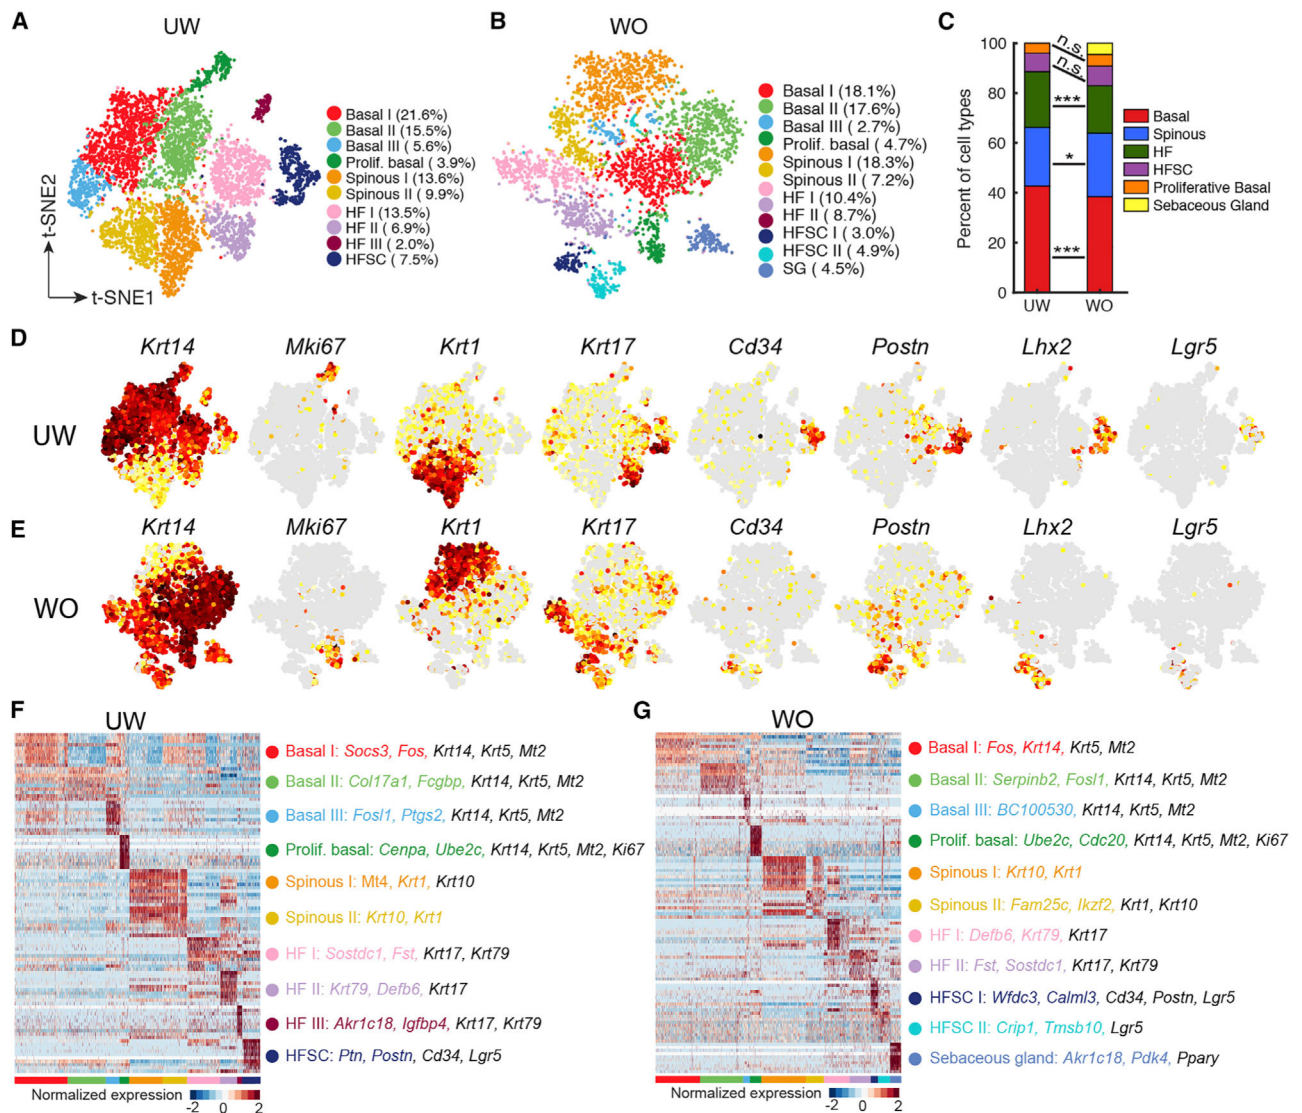 A
UW
t-SNE2
t-SNE1
Basal I (21.6%)
Basal II (15.5%)
Basal III ( 5.6%)
Prolif. basal ( 3.9%)
Spinous I (13.6%)
Spinous II ( 9.9%)
HF I (13.5%)
HF II ( 6.9%)
HF III ( 2.0%)
HFSC ( 7.5%)
B
WO
Basal I (18.1%)
Basal II (17.6%)
Basal III ( 2.7%)
Prolif. basal ( 4.7%)
Spinous I (18.3%)
Spinous II ( 7.2%)
HF I (10.4%)
HF II ( 8.7%)
HFSC I ( 3.0%)
HFSC II ( 4.9%)
SG ( 4.5%)
C
Percent of cell types
100
80
60
40
20
0
n.s.
n.s.
***
*
***
UW WO
Basal
Spinous
HF
HFSC
Proliferative Basal
Sebaceous Gland
D
Krt14 Mki67 Krt1 Krt17 Cd34 Postn Lhx2 Lgr5
UW
E
Krt14 Mki67 Krt1 Krt17 Cd34 Postn Lhx2 Lgr5
WO
F
UW
Basal I: Socs3, Fos, Krt14, Krt5, Mt2
Basal II: Col17a1, Fcgbp, Krt14, Krt5, Mt2
Basal III: Fosl1, Ptgs2, Krt14, Krt5, Mt2
Prolif. basal: Cenpa, Ube2c, Krt14, Krt5, Mt2, Ki67
Spinous I: Mt4, Krt1, Krt10
Spinous II: Krt10, Krt1
HF I: Sostdc1, Fst, Krt17, Krt79
HF II: Krt79, Defb6, Krt17
HF III: Akr1c18, Igfbp4, Krt17, Krt79
HFSC: Ptn, Postn, Cd34, Lgr5
Normalized expression
-2 0 2
G
WO
Basal I: Fos, Krt14, Krt5, Mt2
Basal II: Serpinb2, Fosl1, Krt14, Krt5, Mt2
Basal III: BC100530, Krt14, Krt5, Mt2
Prolif. basal: Ube2c, Cdc20, Krt14, Krt5, Mt2, Ki67
Spinous I: Krt10, Krt1
Spinous II: Fam25c, Ikzf2, Krt1, Krt10
HF I: Defb6, Krt79, Krt17
HF II: Fst, Sostdc1, Krt17, Krt79
HFSC I: Wfdc3, Calml3, Cd34, Postn, Lgr5
HFSC II: Crip1, Tmsb10, Lgr5
Sebaceous gland: Akr1c18, Pdk4, Ppary
Normalized expression
-2 0 2